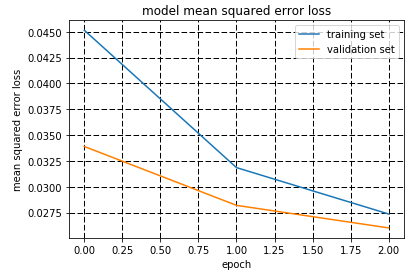 model mean squared error loss
training set
validation set
mean squared error loss
0.0450
0.0425
0.0400
0.0375
0.0350
0.0325
0.0300
0.0275
0.00 0.25 0.50 0.75 1.00 1.25 1.50 1.75 2.00
epoch